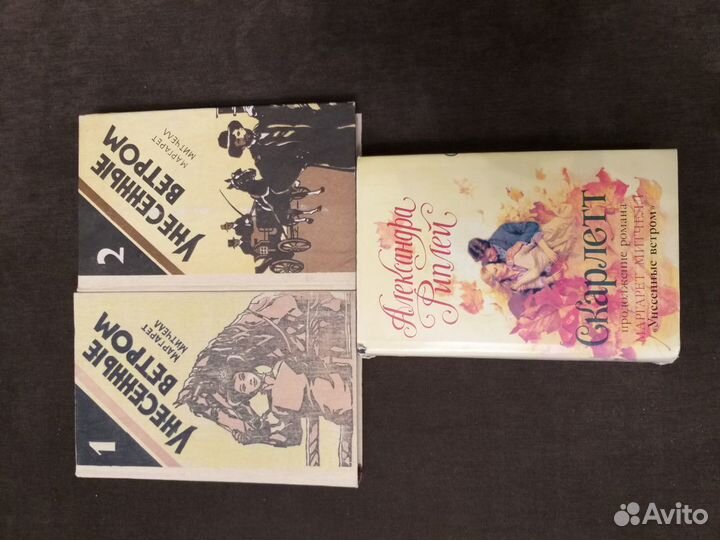 МАРГАРЕТ
МИТЧЕЛЛ
УНЕСЕННЫЕ
ВЕТРОМ
2
МАРГАРЕТ
МИТЧЕЛЛ
УНЕСЕННЫЕ
ВЕТРОМ
1
Александра
Риплей
Скарлетт
продолжение романа
МАРГАРЕТ МИТЧЕЛЛ
«Унесенные ветром»
Avito